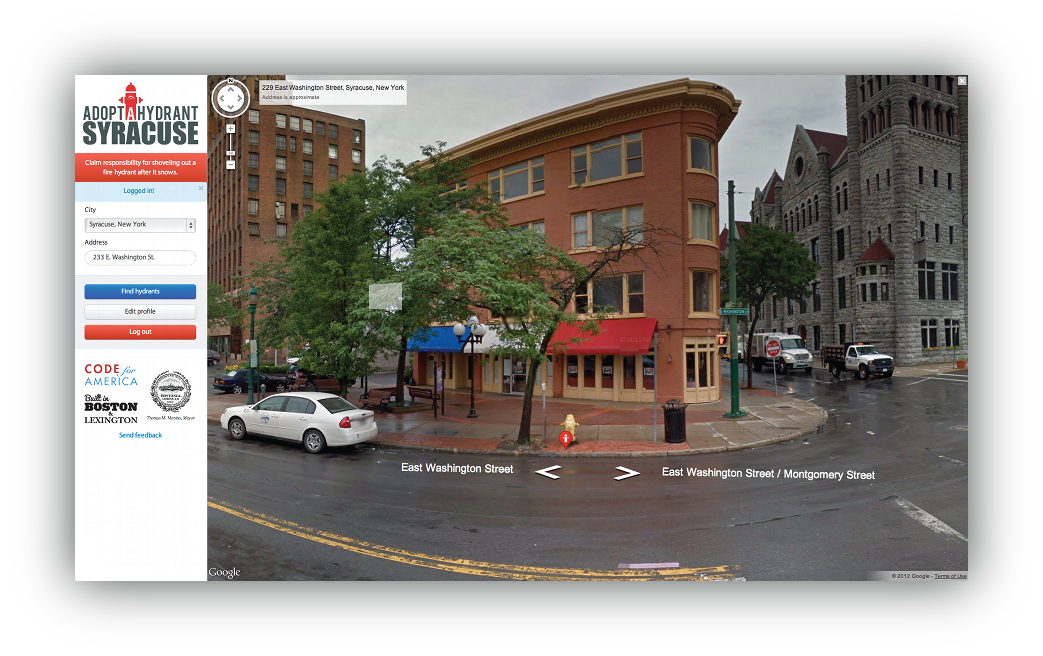 ADOPT A HYDRANT
SYRACUSE
Claim responsibility for shoveling out a
fire hydrant after it snows.
Logged in!
×
City
Syracuse, New York
Address
233 E. Washington St.
Find hydrants
Edit profile
Log out
CODE for
AMERICA
Built in
BOSTON
&
LEXINGTON
Thomas M. Menino, Mayor
Send feedback
N
229 East Washington Street, Syracuse, New York
Address is approximate
WASHINGTON
East Washington Street
East Washington Street / Montgomery Street
Google
© 2012 Google - Terms of Use